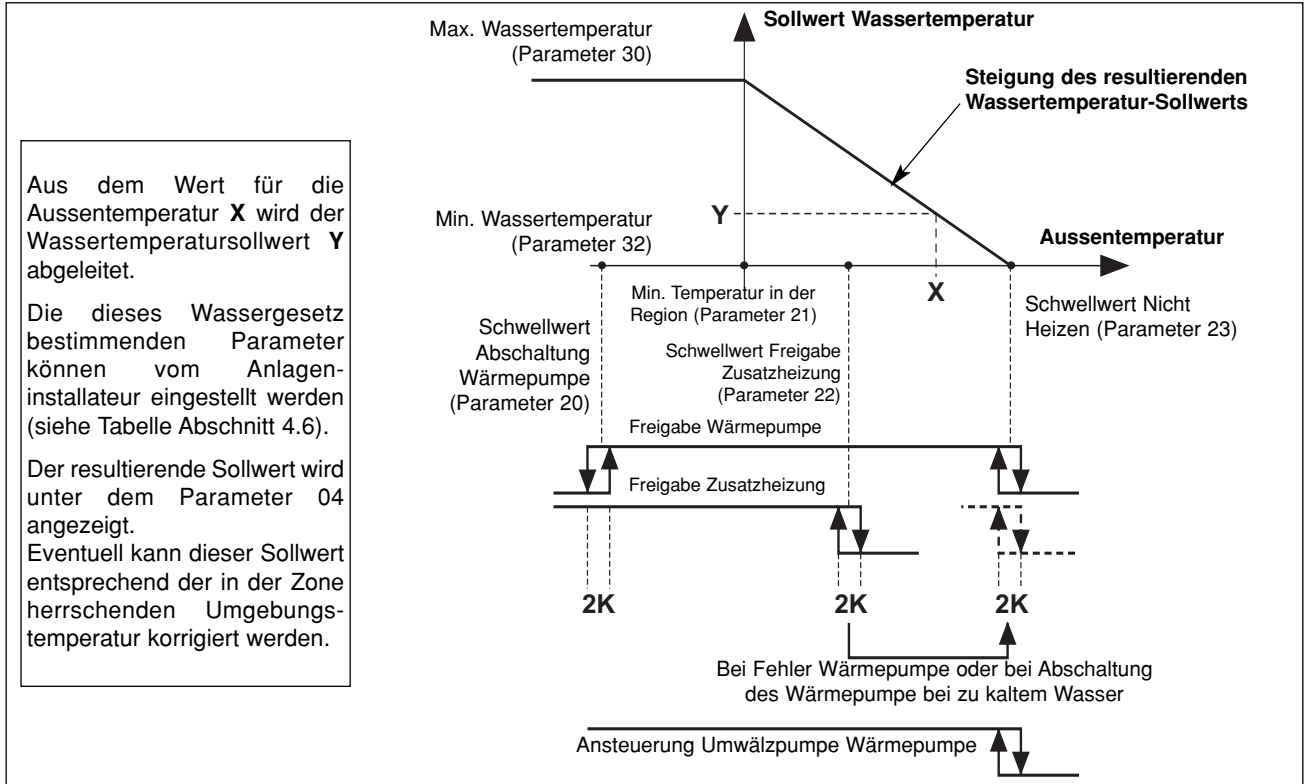 Aus dem Wert für die
Aussentemperatur X wird der
Wassertemperatursollwert Y
abgeleitet.
Die dieses Wassergesetz
bestimmenden Parameter
können vom Anlagen-
installateur eingestellt werden
(siehe Tabelle Abschnitt 4.6).
Der resultierende Sollwert wird
unter dem Parameter 04
angezeigt.
Eventuell kann dieser Sollwert
entsprechend der in der Zone
herrschenden Umgebungs-
temperatur korrigiert werden.
Sollwert Wassertemperatur
Max. Wassertemperatur
(Parameter 30)
Steigung des resultierenden
Wassertemperatur-Sollwerts
Min. Wassertemperatur
(Parameter 32)
Y
Aussentemperatur
X
Min. Temperatur in der
Region (Parameter 21)
Schwellwert Nicht
Heizen (Parameter 23)
Schwellwert
Abschaltung
Wärmepumpe
(Parameter 20)
Schwellwert Freigabe
Zusatzheizung
(Parameter 22)
Freigabe Wärmepumpe
Freigabe Zusatzheizung
2K
2K
2K
Bei Fehler Wärmepumpe oder bei Abschaltung
des Wärmepumpe bei zu kaltem Wasser
Ansteuerung Umwälzpumpe Wärmepumpe